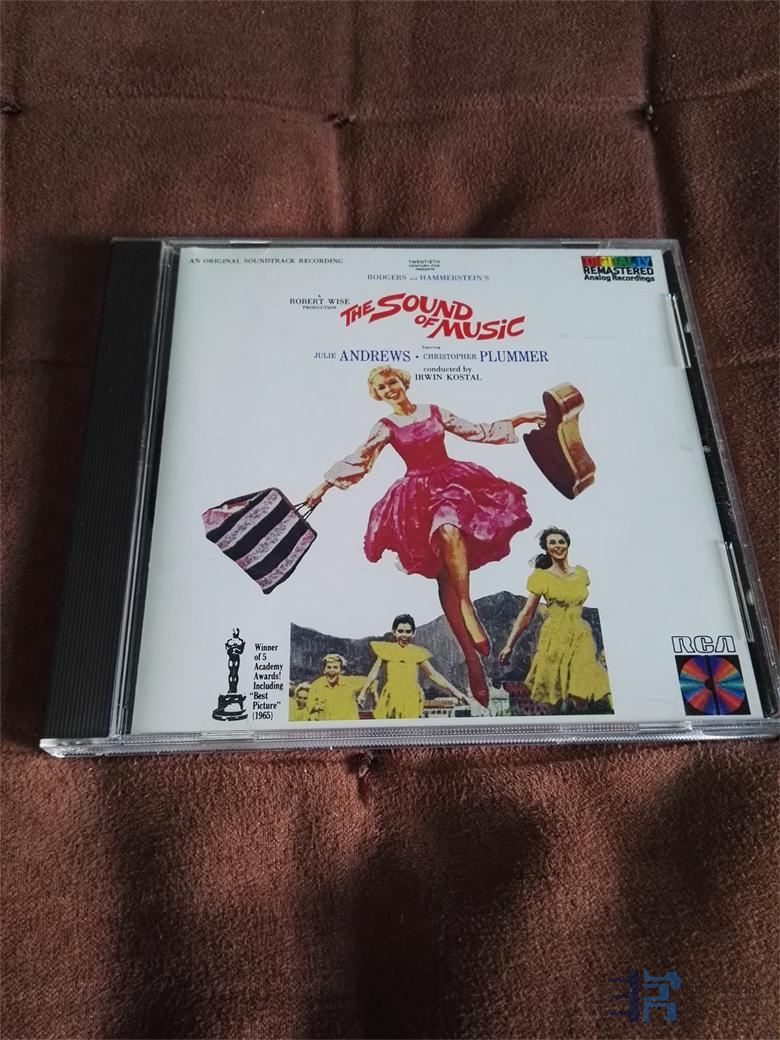 AN ORIGINAL SOUNDTRACK RECORDING
TWENTIETH
CENTURY-FOX
PRESENTS
RODGERS and HAMMERSTEIN'S
A
ROBERT WISE
PRODUCTION
THE SOUND
OF MUSIC
Starring
JULIE ANDREWS • CHRISTOPHER PLUMMER
conducted by
IRWIN KOSTAL
DIGITALLY
REMASTERED
Analog Recordings
Winner
of 5
Academy
Awards!
Including
"Best
Picture"
(1965)
RCA